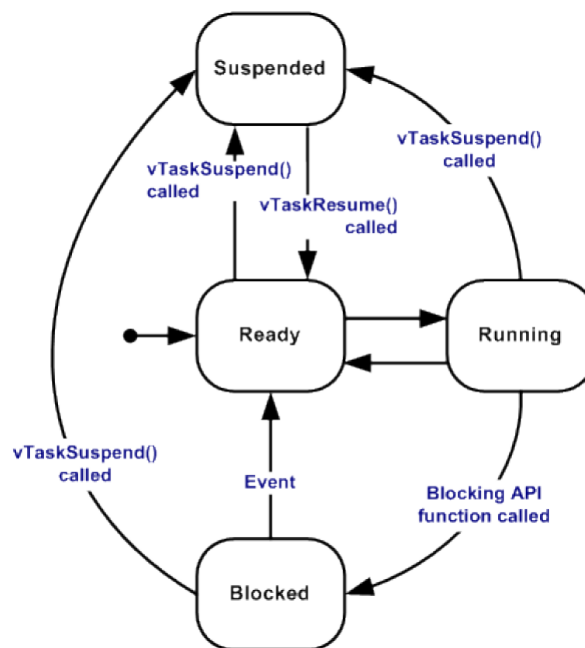 Suspended
vTaskSuspend()
called
vTaskSuspend()
called
vTaskResume()
called
Ready
Running
vTaskSuspend()
called
Event
Blocking API
function called
Blocked